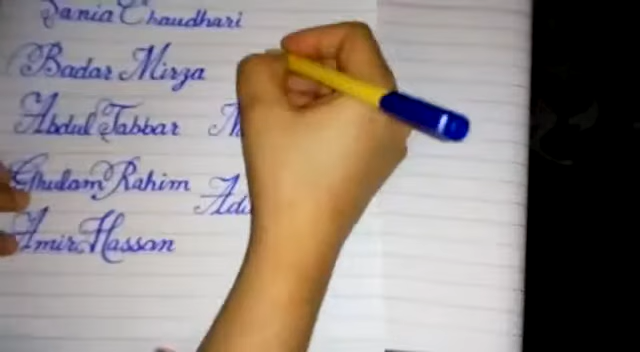 Sania Chaudhari
Badar Mirza
Abdul Jabbar
Ghulam Rahim
Amir Hassan